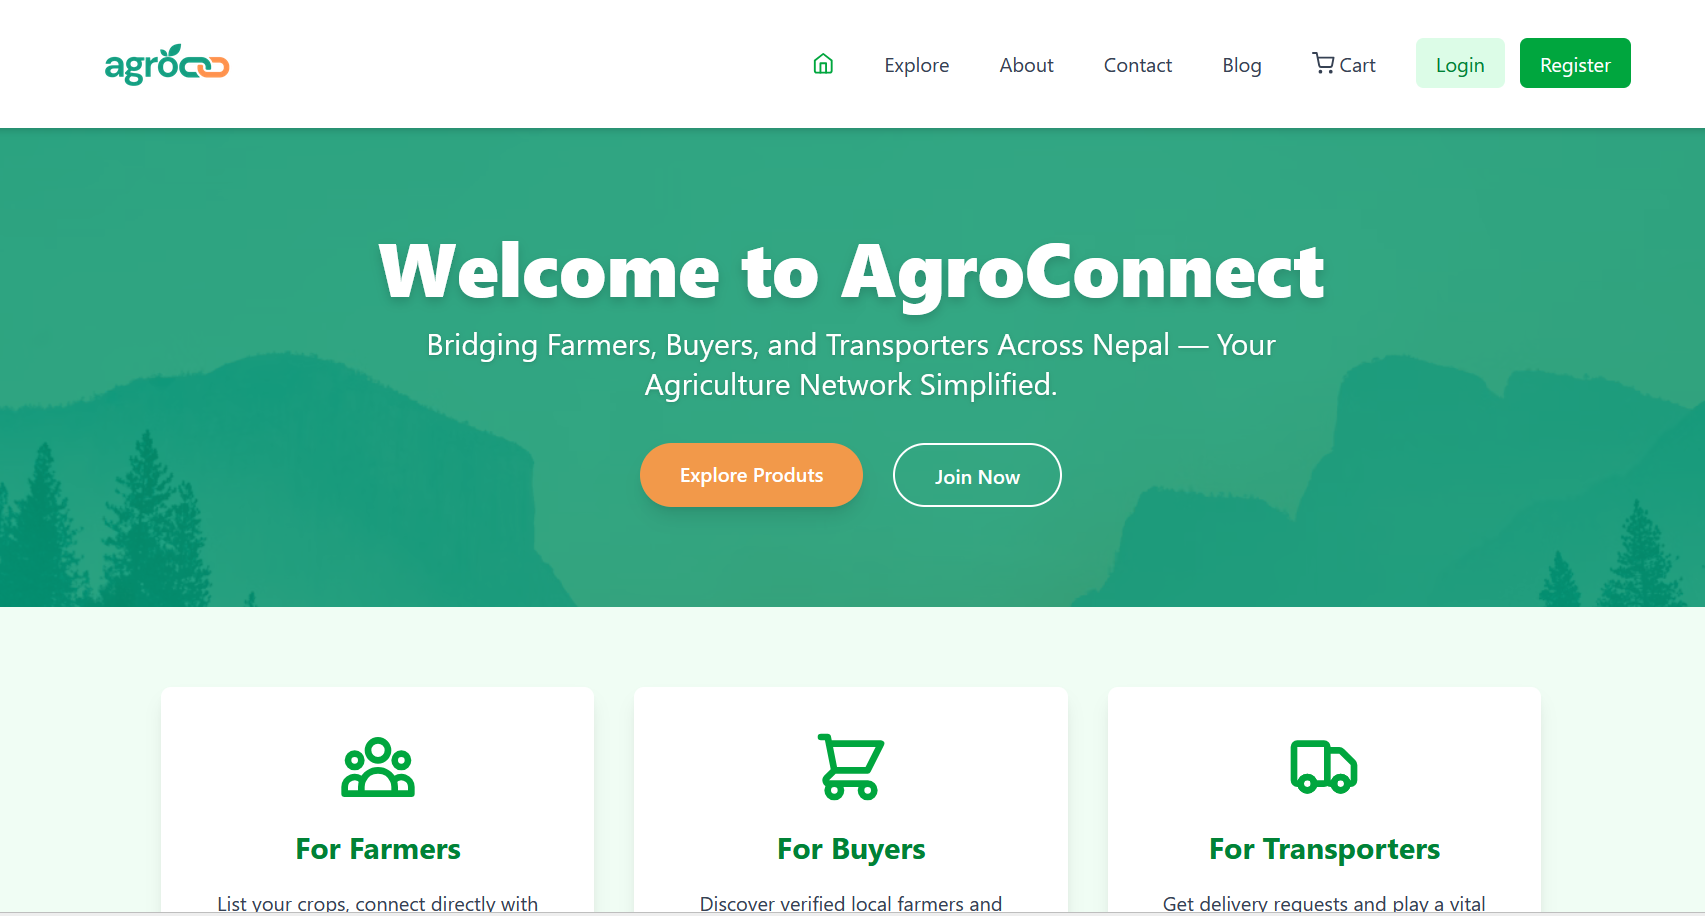 agroco
Explore
About
Contact
Blog
Cart
Login
Register
Welcome to AgroConnect
Bridging Farmers, Buyers, and Transporters Across Nepal — Your
Agriculture Network Simplified.
Explore Produts
Join Now
For Farmers
For Buyers
For Transporters
List your crops, connect directly with
Discover verified local farmers and
Get delivery requests and play a vital